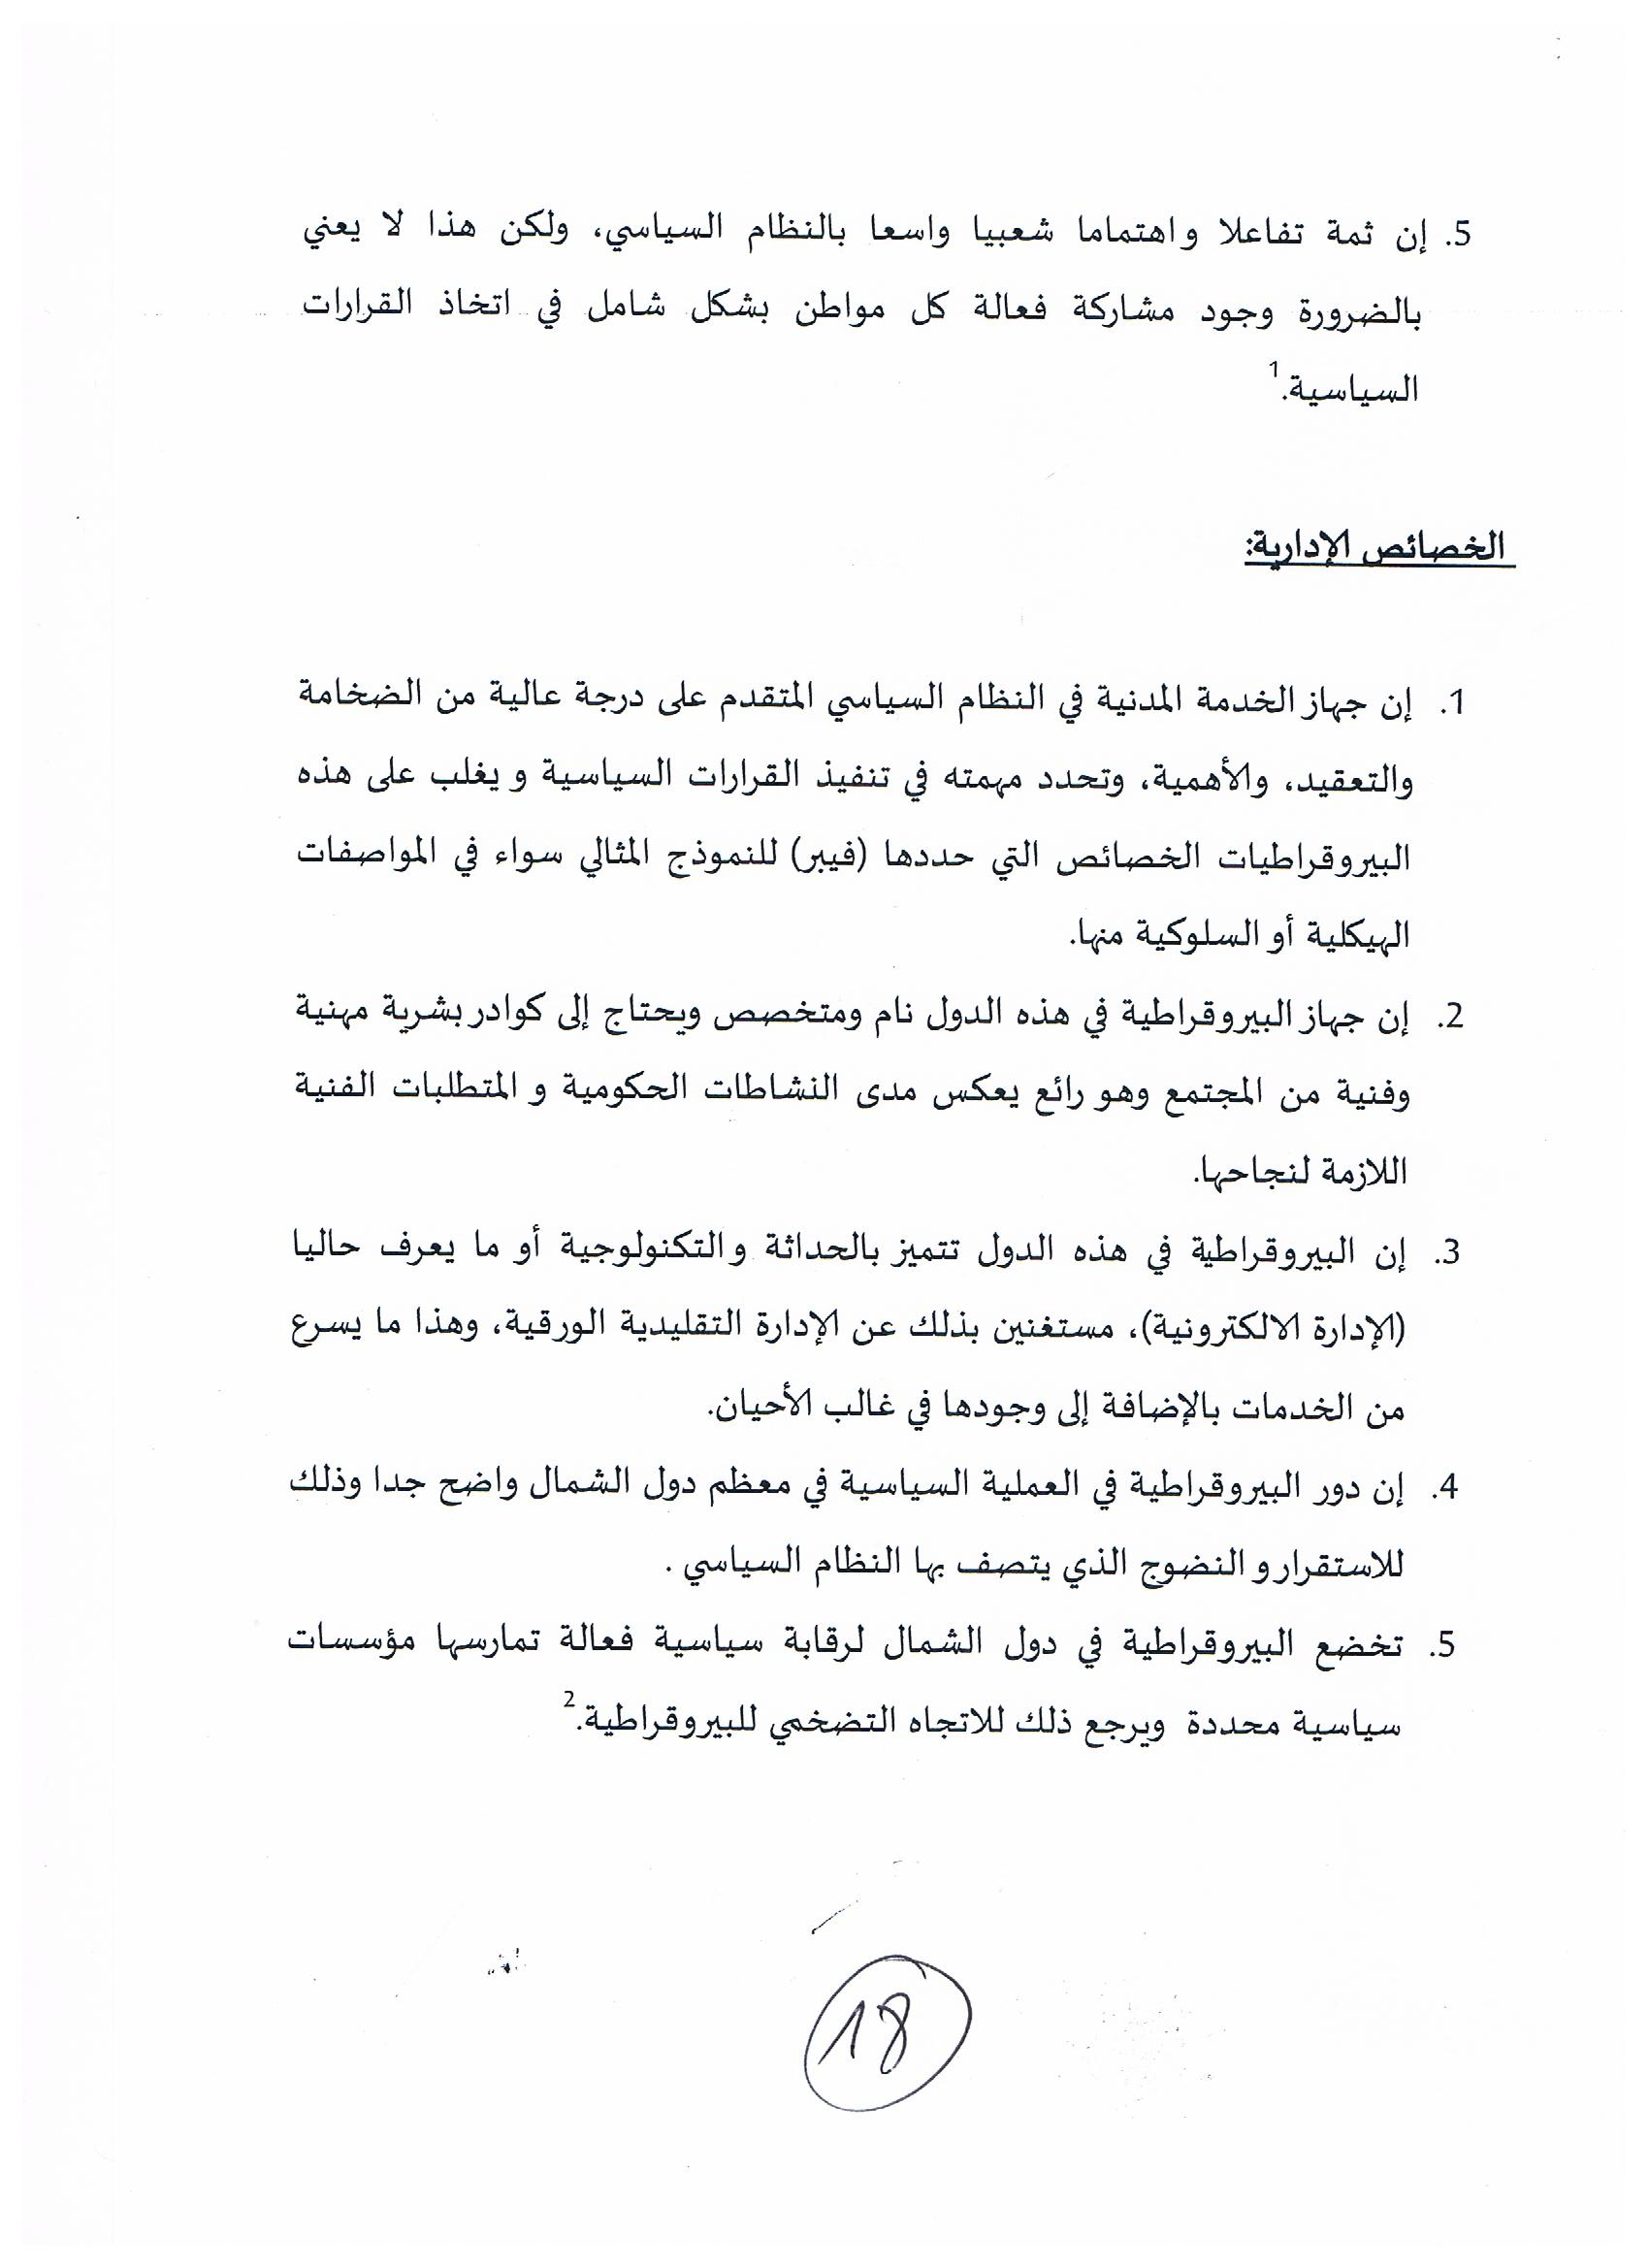 5. إن ثمة تفاعلا واهتماما شعبيا واسعا بالنظام السياسي، ولكن هذا لا يعني
بالضرورة وجود مشاركة فعالة كل مواطن بشكل شامل في اتخاذ القرارات
السياسية.1
الخصائص الإدارية:
1. إن جهاز الخدمة المدنية في النظام السياسي المتقدم على درجة عالية من الضخامة
والتعقيد، والأهمية، وتحدد مهمته في تنفيذ القرارات السياسية و يغلب على هذه
البيروقراطيات الخصائص التي حددها (فيبر) للنموذج المثالي سواء في المواصفات
الهيكلية أو السلوكية منها.
2. إن جهاز البيروقراطية في هذه الدول نام ومتخصص ويحتاج إلى كوادر بشرية مهنية
وفنية من المجتمع وهو رائع يعكس مدى النشاطات الحكومية و المتطلبات الفنية
اللازمة لنجاحها.
3. إن البيروقراطية في هذه الدول تتميز بالحداثة والتكنولوجية أو ما يعرف حاليا
(الإدارة الالكترونية)، مستغنين بذلك عن الإدارة التقليدية الورقية، وهذا ما يسرع
من الخدمات بالإضافة إلى وجودها في غالب الأحيان.
4. إن دور البيروقراطية في العملية السياسية في معظم دول الشمال واضح جدا وذلك
للاستقرار و النضوج الذي يتصف بها النظام السياسي .
5. تخضع البيروقراطية في دول الشمال لرقابة سياسية فعالة تمارسها مؤسسات
سياسية محددة ويرجع ذلك للاتجاه التضخمي للبيروقراطية.2
18